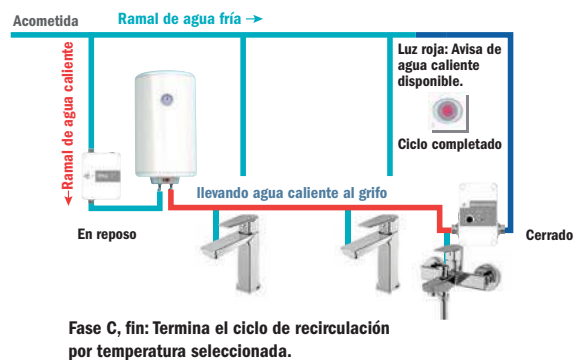 Acometida
Ramal de agua fría →
←Ramal de agua caliente
Luz roja: Avisa de
agua caliente
disponible.
Ciclo completado
llevando agua caliente al grifo
En reposo
Cerrado
Fase C, fin: Termina el ciclo de recirculación
por temperatura seleccionada.